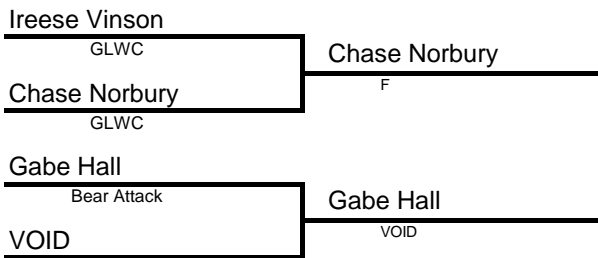 Ireese Vinson
GLWC
Chase Norbury
GLWC
Chase Norbury
F
Gabe Hall
Bear Attack
VOID
Gabe Hall
VOID